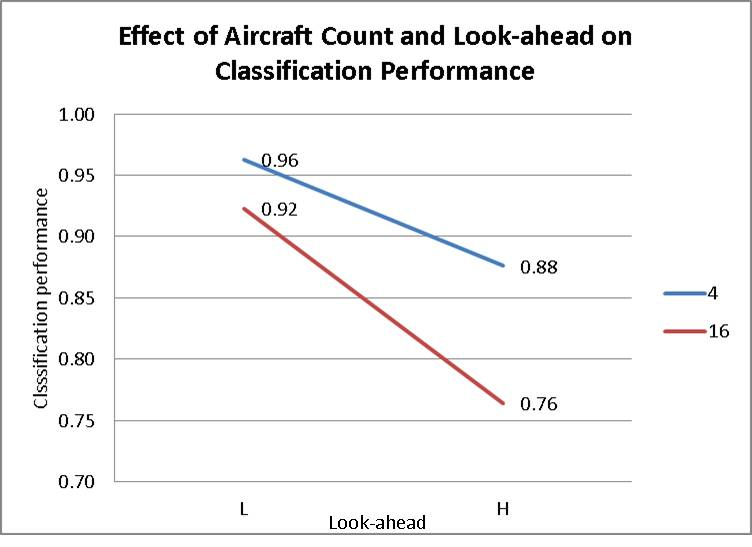 Effect of Aircraft Count and Look-ahead on
Classification Performance
Clsssification performance
1.00
0.95
0.90
0.85
0.80
0.75
0.70
0.96
0.92
0.88
0.76
4
16
L
H
Look-ahead